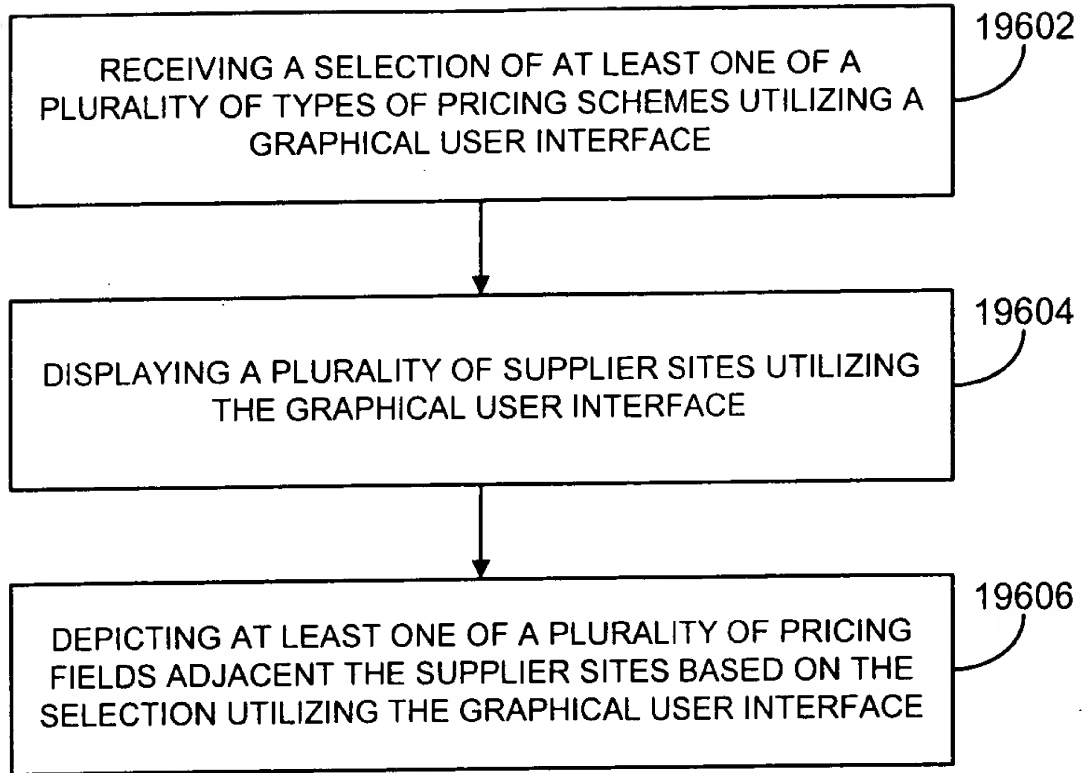 19602
RECEIVING A SELECTION OF AT LEAST ONE OF A
PLURALITY OF TYPES OF PRICING SCHEMES UTILIZING A
GRAPHICAL USER INTERFACE
19604
DISPLAYING A PLURALITY OF SUPPLIER SITES UTILIZING
THE GRAPHICAL USER INTERFACE
19606
DEPICTING AT LEAST ONE OF A PLURALITY OF PRICING
FIELDS ADJACENT THE SUPPLIER SITES BASED ON THE
SELECTION UTILIZING THE GRAPHICAL USER INTERFACE